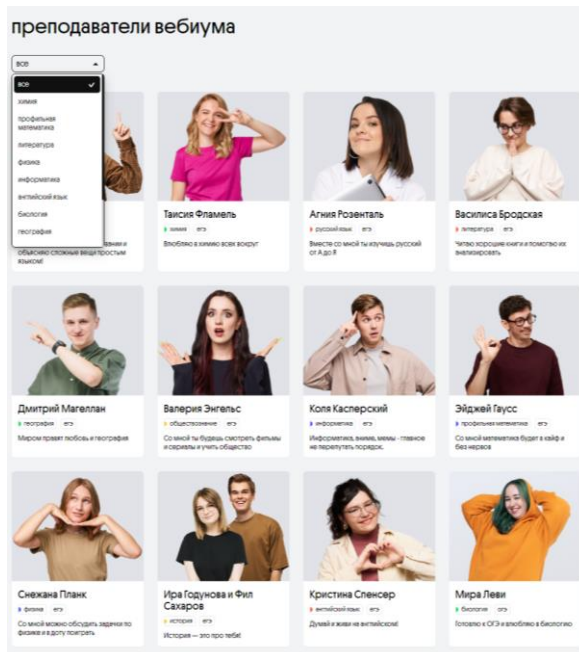 преподаватели вебиума
все
все
химия
профильная
математика
литература
физика
информатика
английский язык
биология
география
объясняю сложные вещи простым
языком!
Таисия Фламель
химия егэ
Влюбляю в химию всех вокруг
Агния Розенталь
русский язык егэ
Вместе со мной ты изучишь русский
от А до Я
Василиса Бродская
литература егэ
Читаю хорошие книги и помогаю их
анализировать
Дмитрий Магеллан
география егэ
Миром правят любовь и география
Валерия Энгельс
обществознание егэ
Со мной ты будешь смотреть фильмы
и сериалы и учить общество
Коля Касперский
информатика егэ
Информатика, аниме, мемы - главное
не перепутать порядок.
Эйджей Гаусс
профильная математика егэ
Со мной математика будет в кайф и
без нервов
Снежана Планк
физика егэ
Со мной можно обсудить задачки по
физике и в доту поиграть
Ира Годунова и Фил
Сахаров
история егэ
История — это про тебя!
Кристина Спенсер
английский язык егэ
Думай и живи на английском!
Мира Леви
биология огэ
Готовлю к ОГЭ и влюбляю в биологию